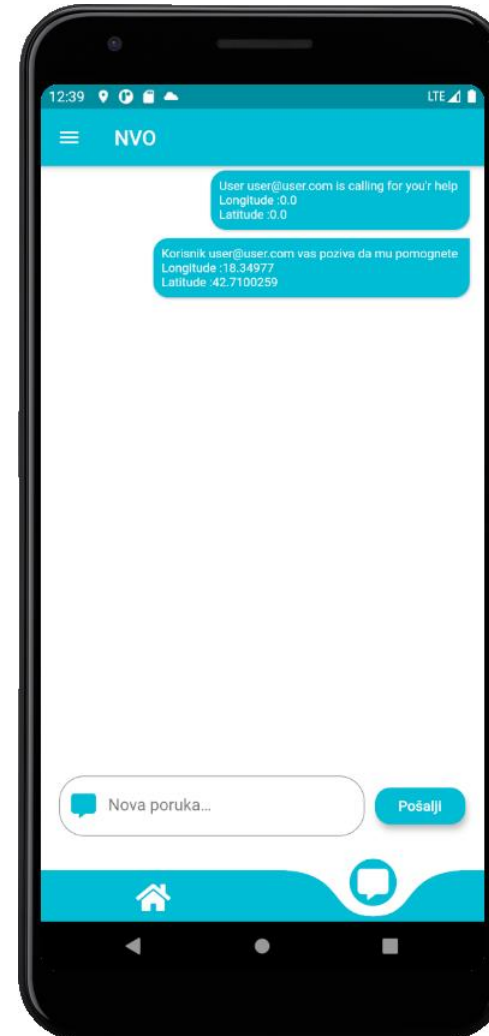 12:39 LTE
NVO
User user@user.com is calling for you'r help
Longitude :0.0
Latitude :0.0
Korisnik user@user.com vas poziva da mu pomognete
Longitude :18.34977
Latitude :42.7100259
Nova poruka...
Pošalji